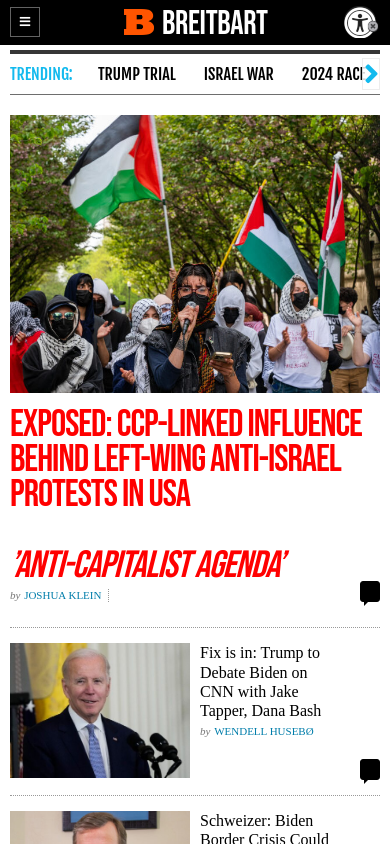 BREITBART
TRENDING:
TRUMP TRIAL
ISRAEL WAR
2024 RAC
EXPOSED: CCP-LINKED INFLUENCE
BEHIND LEFT-WING ANTI-ISRAEL
PROTESTS IN USA
'ANTI-CAPITALIST AGENDA'
by JOSHUA KLEIN
Fix is in: Trump to
Debate Biden on
CNN with Jake
Tapper, Dana Bash
by WENDELL HUSEBØ
Schweizer: Biden
Border Crisis Could